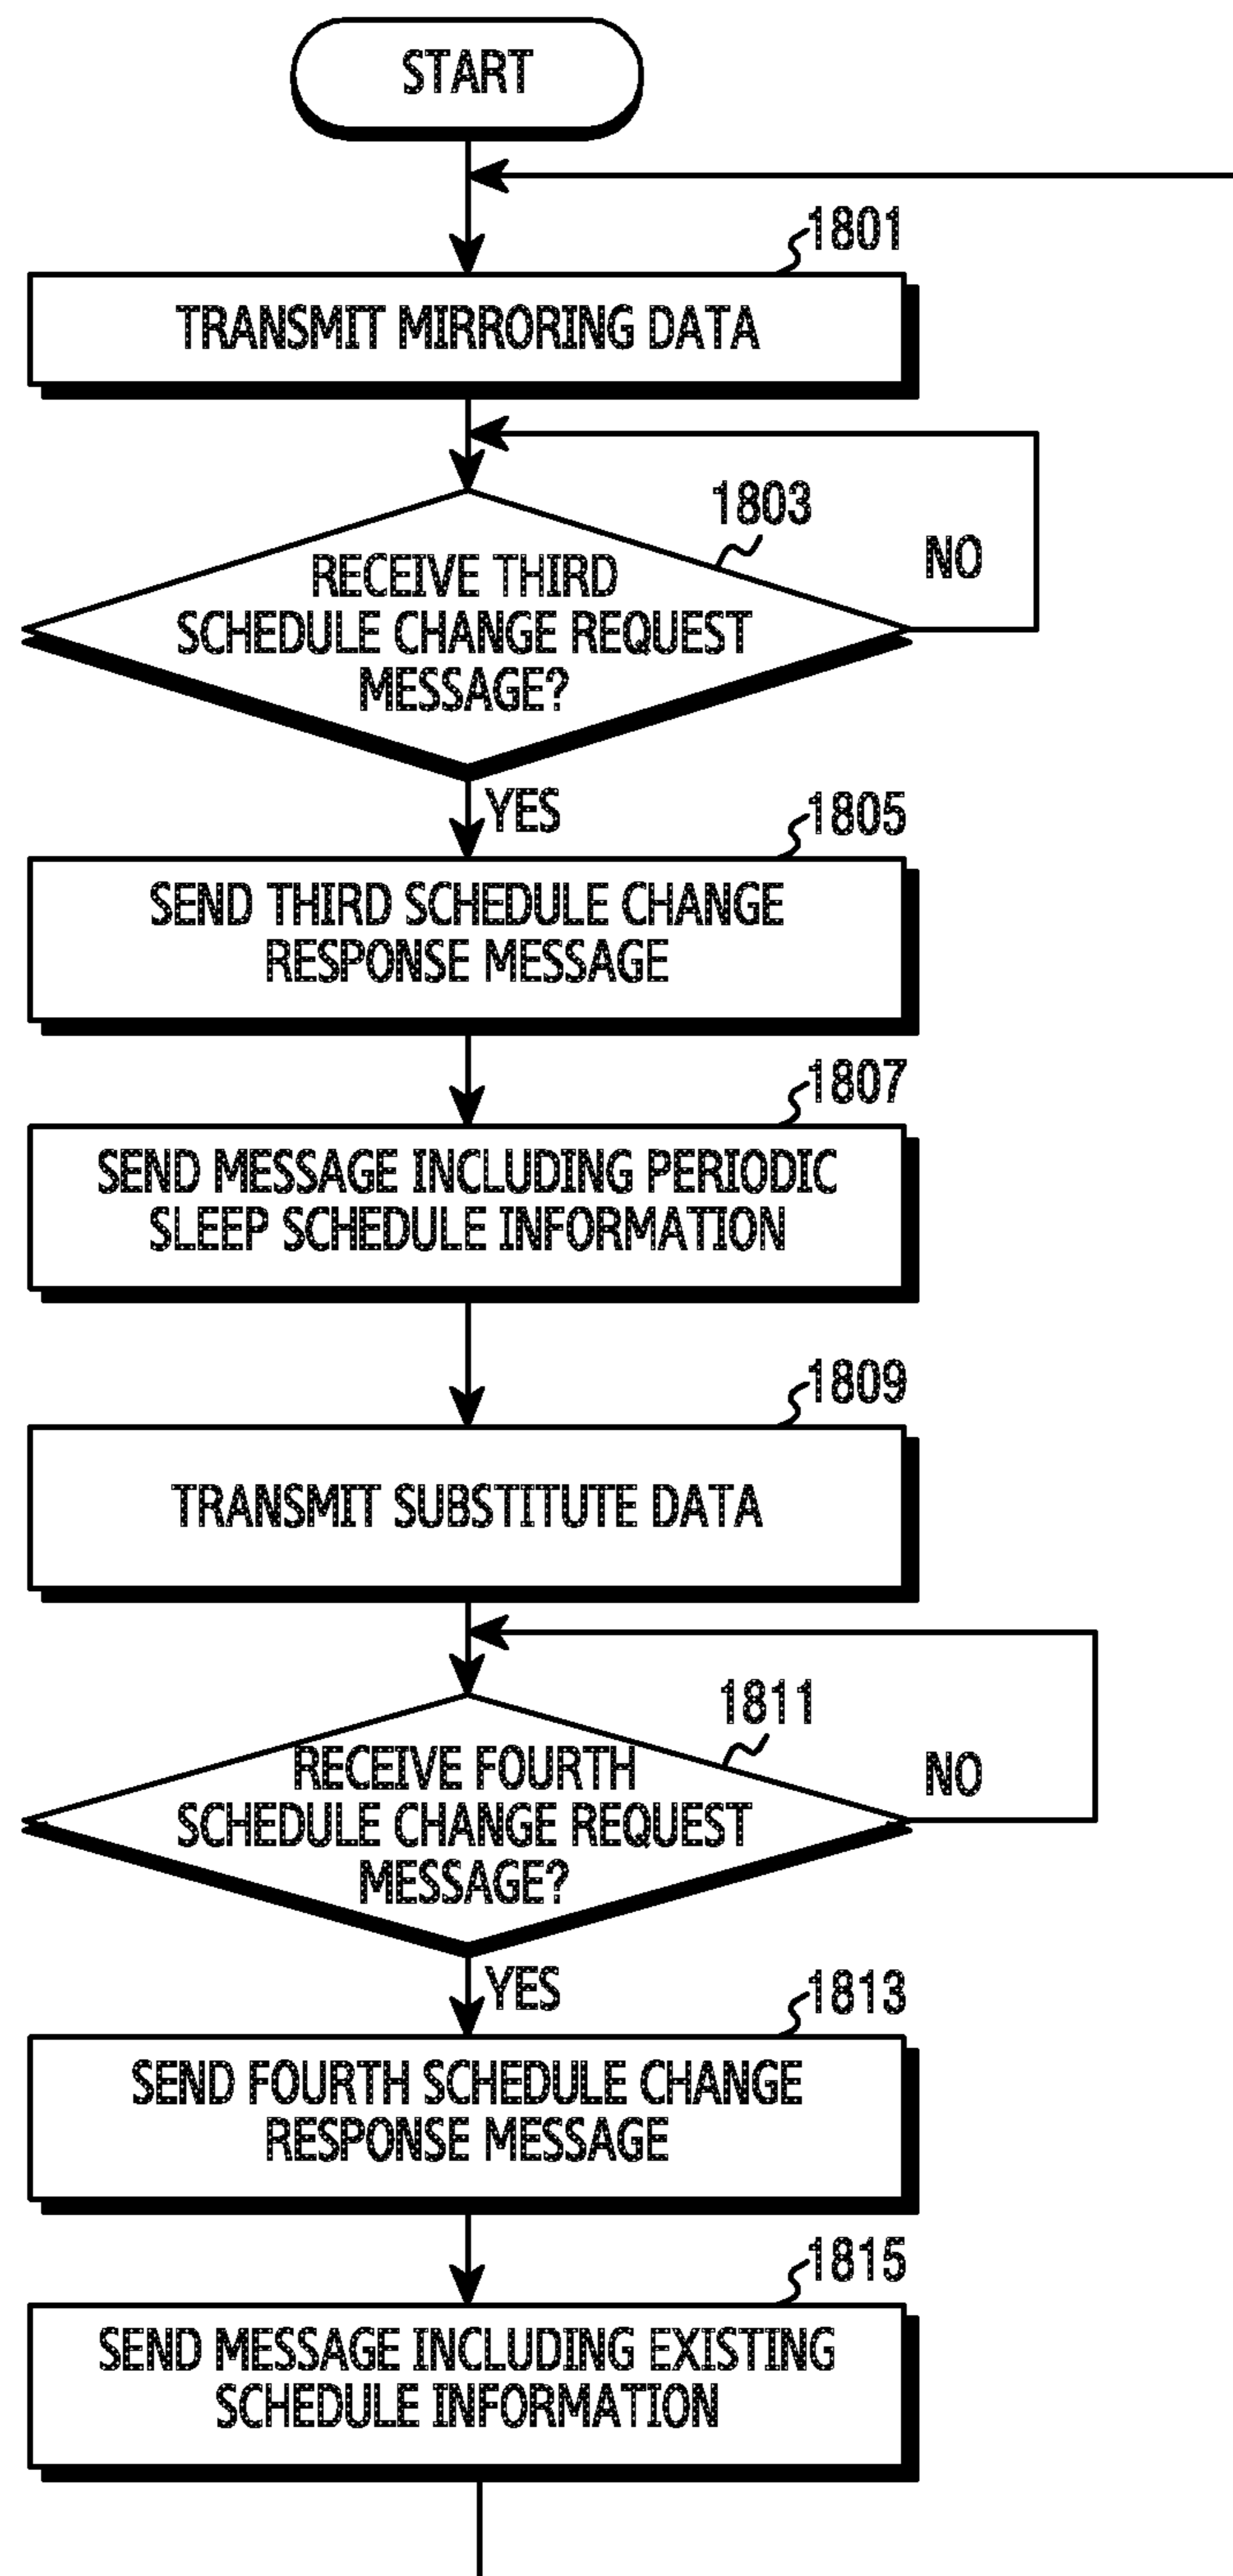 START
1801
TRANSMIT MIRRORING DATA
1803
RECEIVE THIRD
SCHEDULE CHANGE REQUEST
MESSAGE?
NO
YES
1805
SEND THIRD SCHEDULE CHANGE
RESPONSE MESSAGE
1807
SEND MESSAGE INCLUDING PERIODIC
SLEEP SCHEDULE INFORMATION
1809
TRANSMIT SUBSTITUTE DATA
1811
RECEIVE FOURTH
SCHEDULE CHANGE REQUEST
MESSAGE?
NO
YES
1813
SEND FOURTH SCHEDULE CHANGE
RESPONSE MESSAGE
1815
SEND MESSAGE INCLUDING EXISTING
SCHEDULE INFORMATION